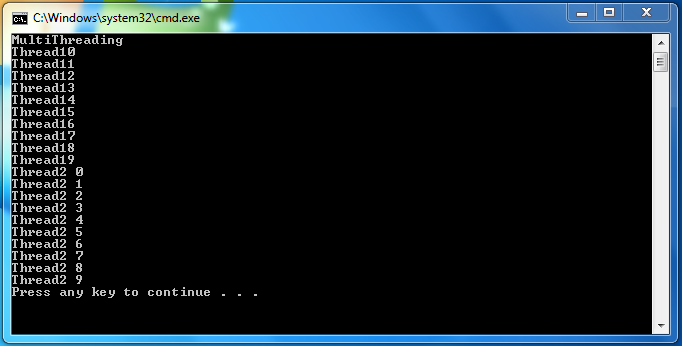 C:\Windows\system32\cmd.exe
MultiThreading
Thread10
Thread11
Thread12
Thread13
Thread14
Thread15
Thread16
Thread17
Thread18
Thread19
Thread2 0
Thread2 1
Thread2 2
Thread2 3
Thread2 4
Thread2 5
Thread2 6
Thread2 7
Thread2 8
Thread2 9
Press any key to continue . . .